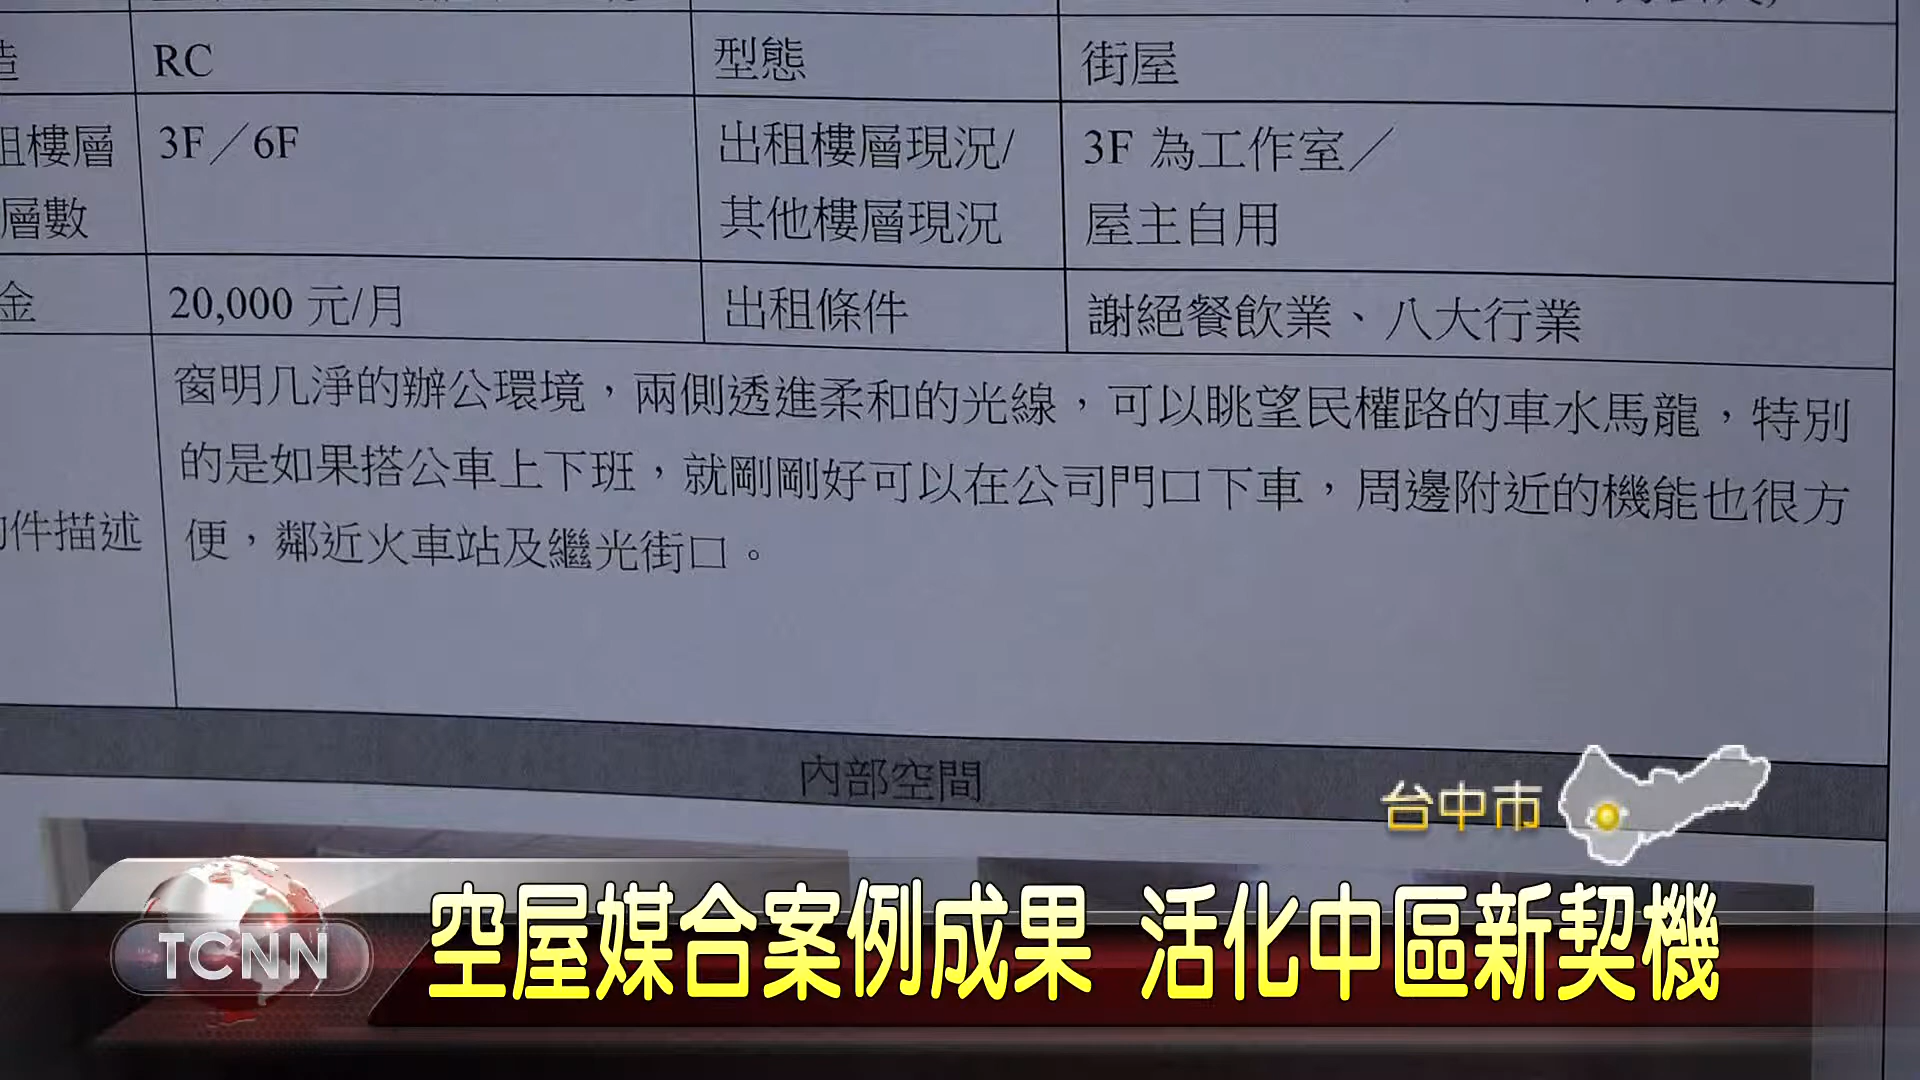 造 RC 型態 街屋
租樓層 3F／6F 出租樓層現況/ 3F 為工作室／
層數 其他樓層現況 屋主自用
金 20,000 元/月 出租條件 謝絕餐飲業、八大行業
窗明几淨的辦公環境，兩側透進柔和的光線，可以眺望民權路的車水馬龍，特別
的是如果搭公車上下班，就剛剛好可以在公司門口下車，周邊附近的機能也很方
件描述 便，鄰近火車站及繼光街口。
內部空間
台中市
空屋媒合案例成果 活化中區新契機
TCNN